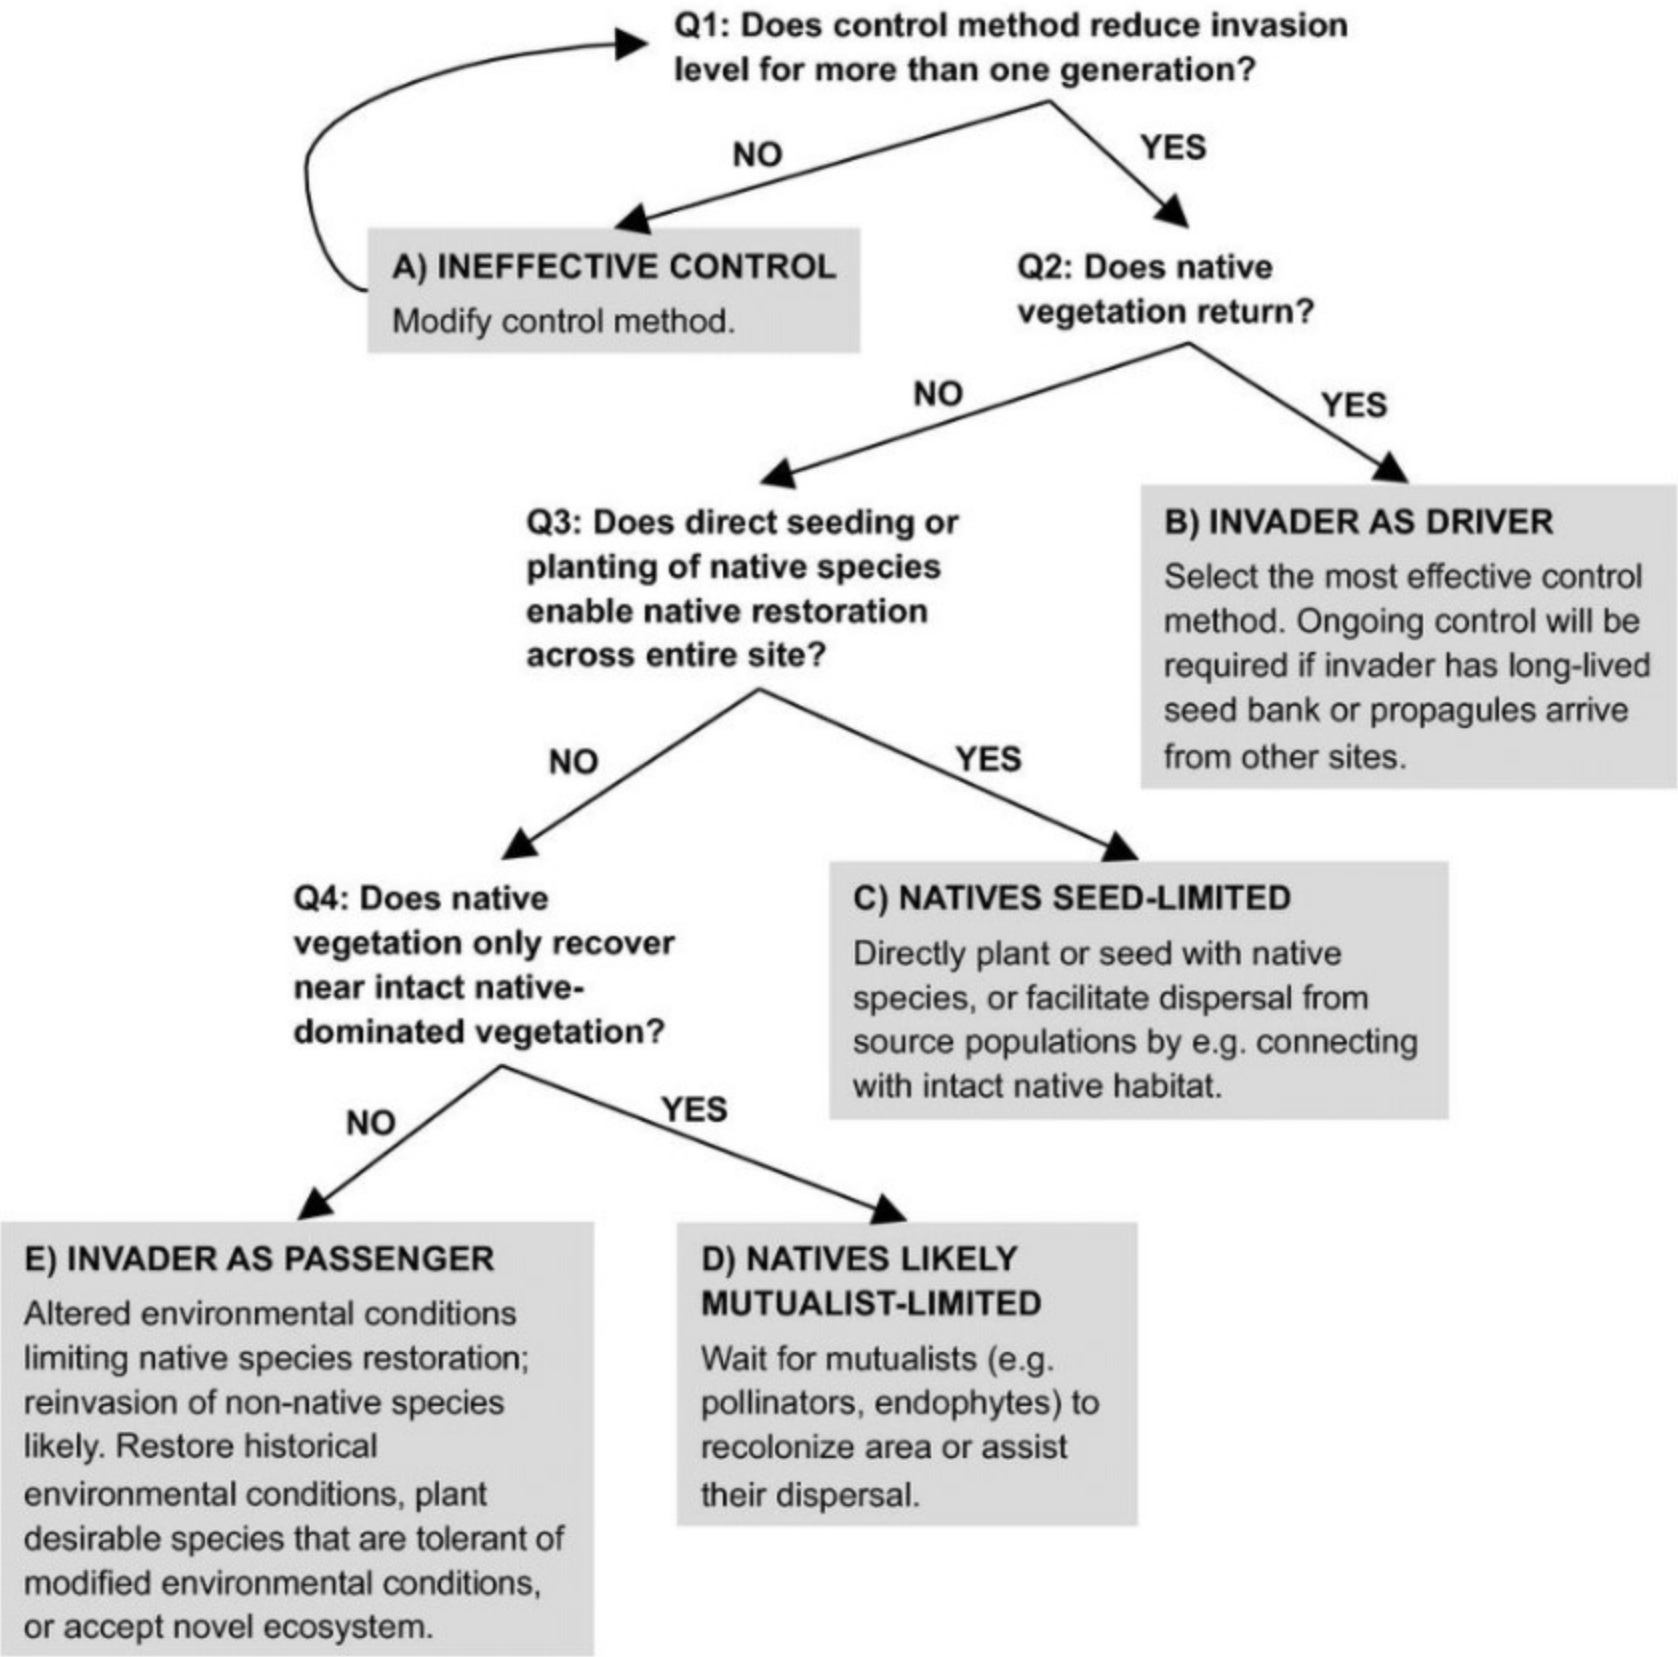 Q1: Does control method reduce invasion
level for more than one generation?
NO
YES
A) INEFFECTIVE CONTROL
Modify control method.
Q2: Does native
vegetation return?
NO
YES
Q3: Does direct seeding or
planting of native species
enable native restoration
across entire site?
B) INVADER AS DRIVER
Select the most effective control
method. Ongoing control will be
required if invader has long-lived
seed bank or propagules arrive
from other sites.
NO
YES
Q4: Does native
vegetation only recover
near intact native-
dominated vegetation?
C) NATIVES SEED-LIMITED
Directly plant or seed with native
species, or facilitate dispersal from
source populations by e.g. connecting
with intact native habitat.
NO
YES
E) INVADER AS PASSENGER
Altered environmental conditions
limiting native species restoration;
reinvasion of non-native species
likely. Restore historical
environmental conditions, plant
desirable species that are tolerant of
modified environmental conditions,
or accept novel ecosystem.
D) NATIVES LIKELY
MUTUALIST-LIMITED
Wait for mutualists (e.g.
pollinators, endophytes) to
recolonize area or assist
their dispersal.